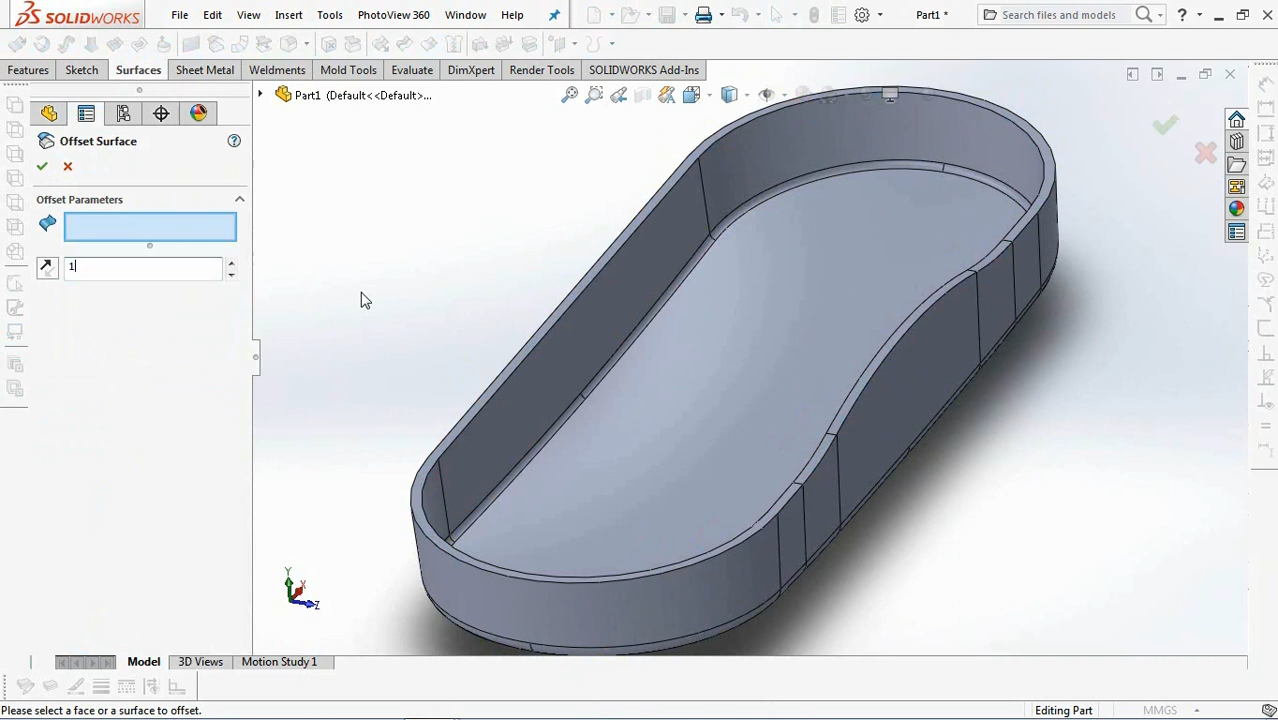 SOLIDWORKS File Edit View Insert Tools PhotoView 360 Window Help Part1 * Search files and models ?
Features Sketch Surfaces Sheet Metal Weldments Mold Tools Evaluate DimXpert Render Tools SOLIDWORKS Add-Ins
Part1 (Default<<Default>...
Offset Surface ?
Offset Parameters
1
Y
X
Z
Model 3D Views Motion Study 1
Please select a face or a surface to offset. Editing Part MMGS